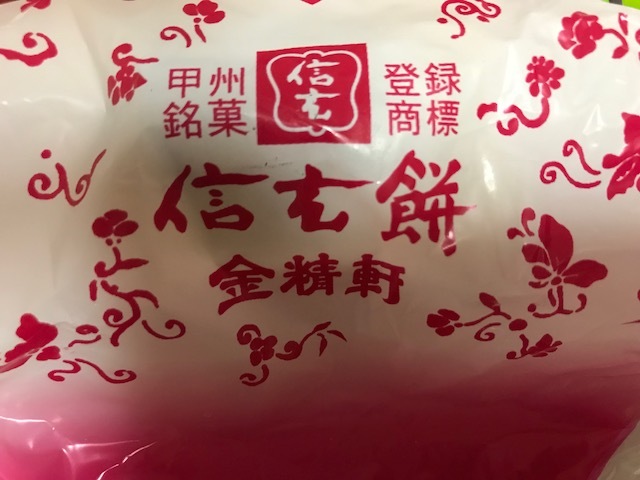 甲州 信玄 登録
銘菓 商標
信玄餅
金精軒